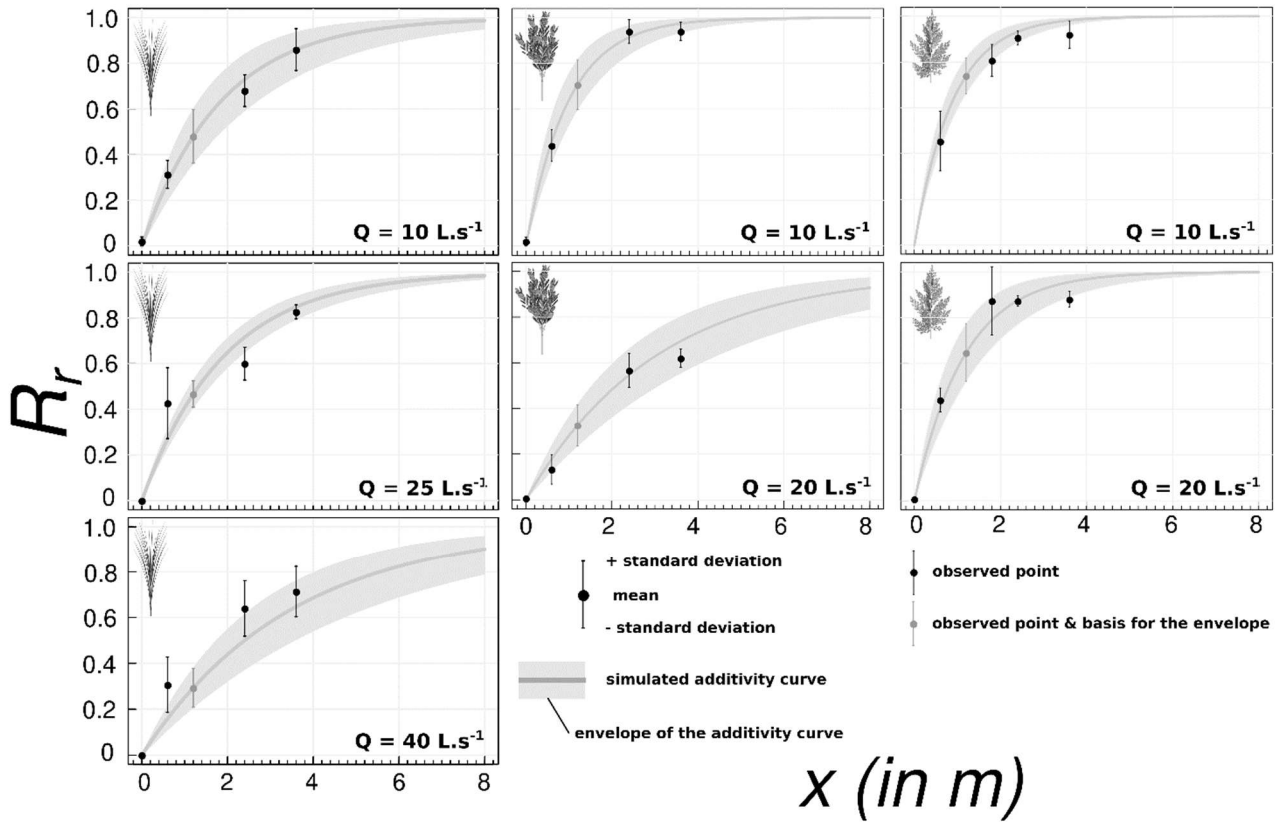 1.0
0.8
0.6
0.4
0.2
0
Q = 10 L.s-1
Q = 10 L.s-1
Q = 10 L.s-1
1.0
0.8
0.6
0.4
0.2
0
Q = 25 L.s-1
Q = 20 L.s-1
Q = 20 L.s-1
Rr
0 2 4 6 8
0 2 4 6 8
1.0
0.8
0.6
0.4
0.2
0
Q = 40 L.s-1
0 2 4 6 8
+ standard deviation
mean
- standard deviation
simulated additivity curve
envelope of the additivity curve
observed point
observed point & basis for the envelope
x (in m)